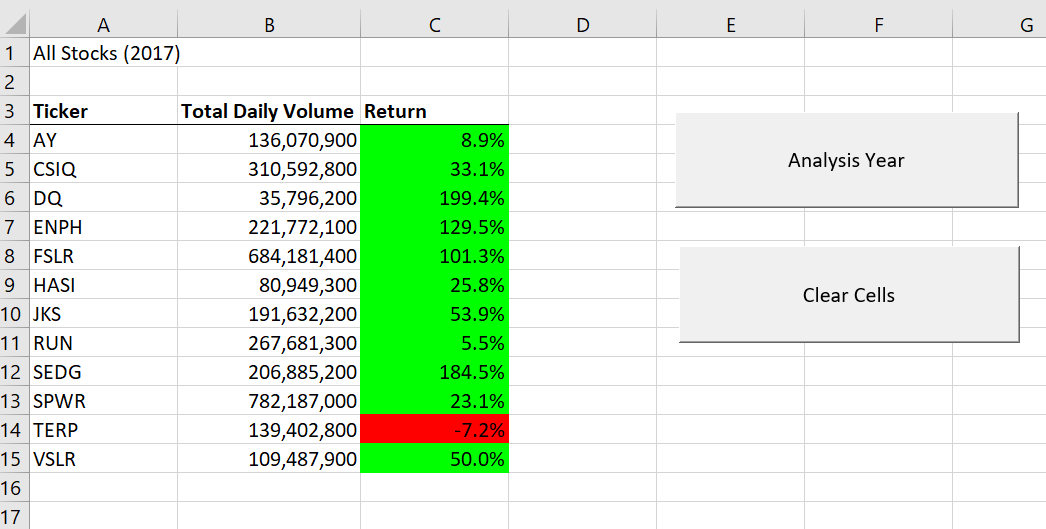 A B C D E F G
1 All Stocks (2017)
2
3 Ticker Total Daily Volume Return
4 AY 136,070,900 8.9%
Analysis Year
5 CSIQ 310,592,800 33.1%
6 DQ 35,796,200 199.4%
7 ENPH 221,772,100 129.5%
8 FSLR 684,181,400 101.3%
9 HASI 80,949,300 25.8%
Clear Cells
10 JKS 191,632,200 53.9%
11 RUN 267,681,300 5.5%
12 SEDG 206,885,200 184.5%
13 SPWR 782,187,000 23.1%
14 TERP 139,402,800 -7.2%
15 VSLR 109,487,900 50.0%
16
17